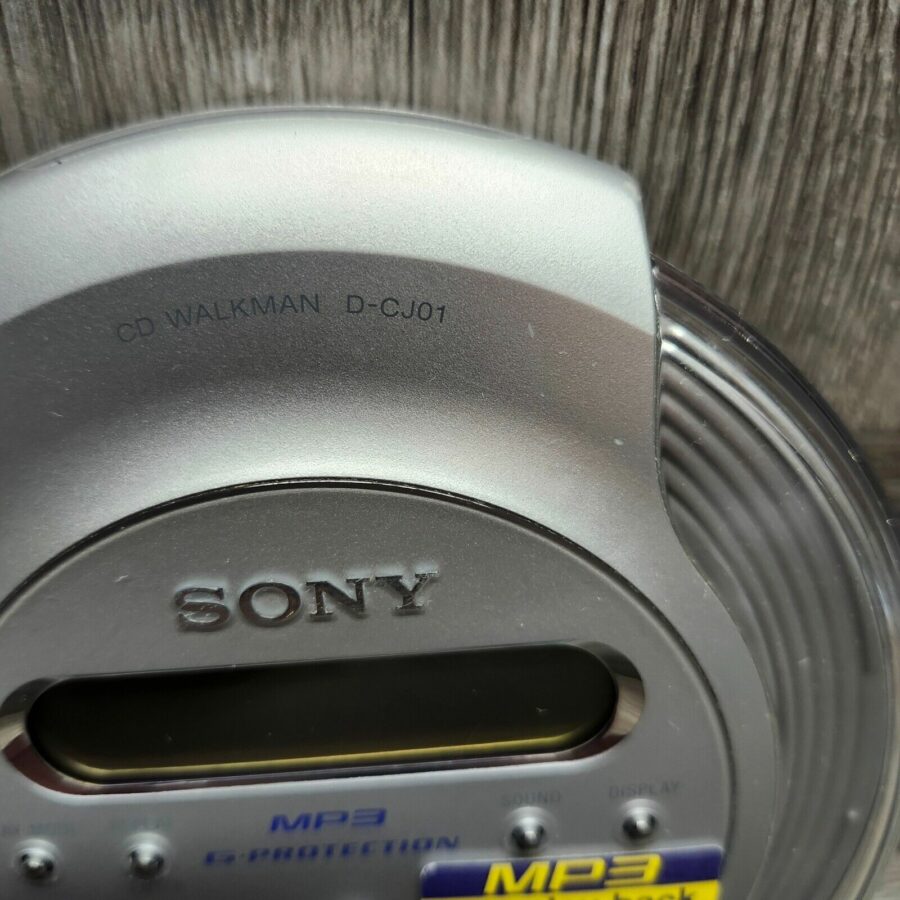 CD WALKMAN D-CJ01
SONY
SOUND DISPLAY
MP3
G-PROTECTION
MP3